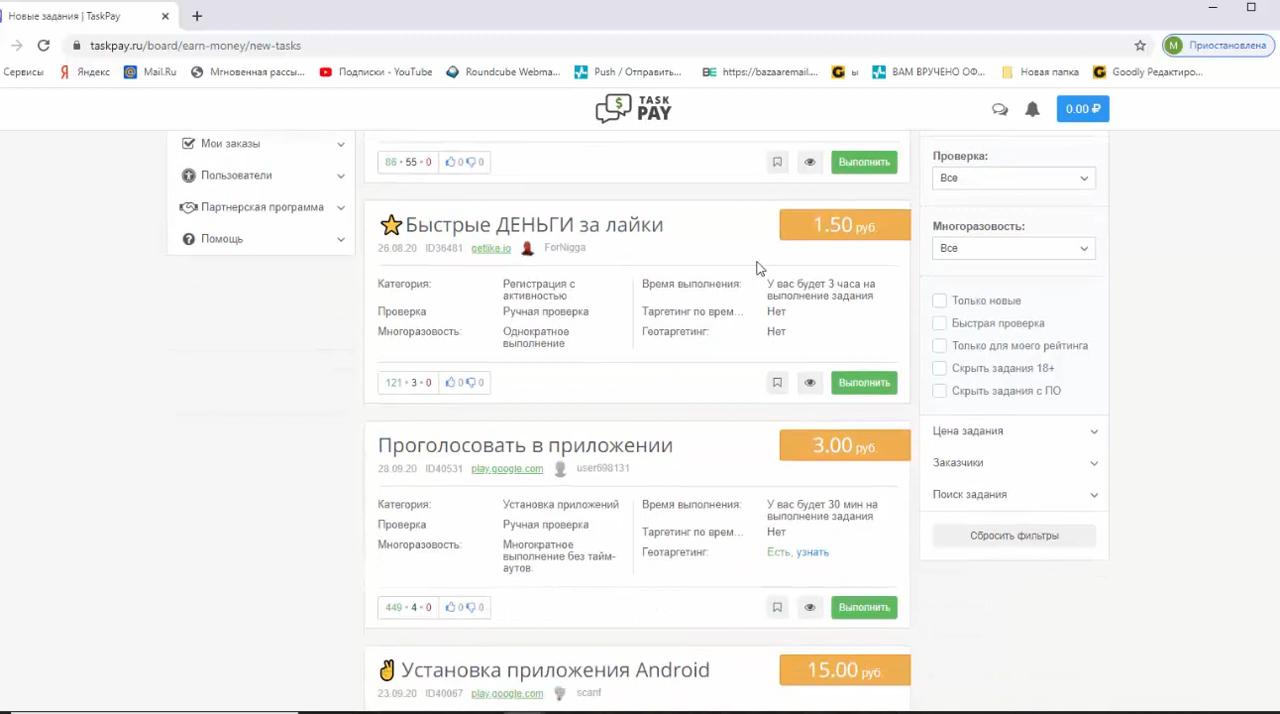 Новые задания | TaskPay
taskpay.ru/board/earn-money/new-tasks
M Приостановлена
Сервисы Яндекс Mail.Ru Мгновенная рассы... Подписки - YouTube Roundcube Webma... Push / Отправить... https://bazaaremail.... ы ВАМ ВРУЧЕНО ОФ... Новая папка Goodly Редактиро...
TASK PAY
0.00 ₽
Мои заказы
Пользователи
Партнерская программа
Помощь
86 • 55 • 0 0 0 Выполнить
Быстрые ДЕНЬГИ за лайки 1.50 руб.
26.08.20 ID36481 getlike.io ForNigga
Категория: Регистрация с активностью
Проверка Ручная проверка
Многоразовость: Однократное выполнение
Время выполнения: У вас будет 3 часа на выполнение задания
Таргетинг по врем... Нет
Геотаргетинг: Нет
121 • 3 • 0 0 0 Выполнить
Проголосовать в приложении 3.00 руб.
28.09.20 ID40531 play.google.com user698131
Категория: Установка приложений
Проверка Ручная проверка
Многоразовость: Многократное выполнение без тайм-аутов.
Время выполнения: У вас будет 30 мин на выполнение задания
Таргетинг по врем... Нет
Геотаргетинг: Есть, узнать
449 • 4 • 0 0 0 Выполнить
Установка приложения Android 15.00 руб.
23.09.20 ID40067 play.google.com scanf
Проверка:
Все
Многоразовость:
Все
Только новые
Быстрая проверка
Только для моего рейтинга
Скрыть задания 18+
Скрыть задания с ПО
Цена задания
Заказчики
Поиск задания
Сбросить фильтры